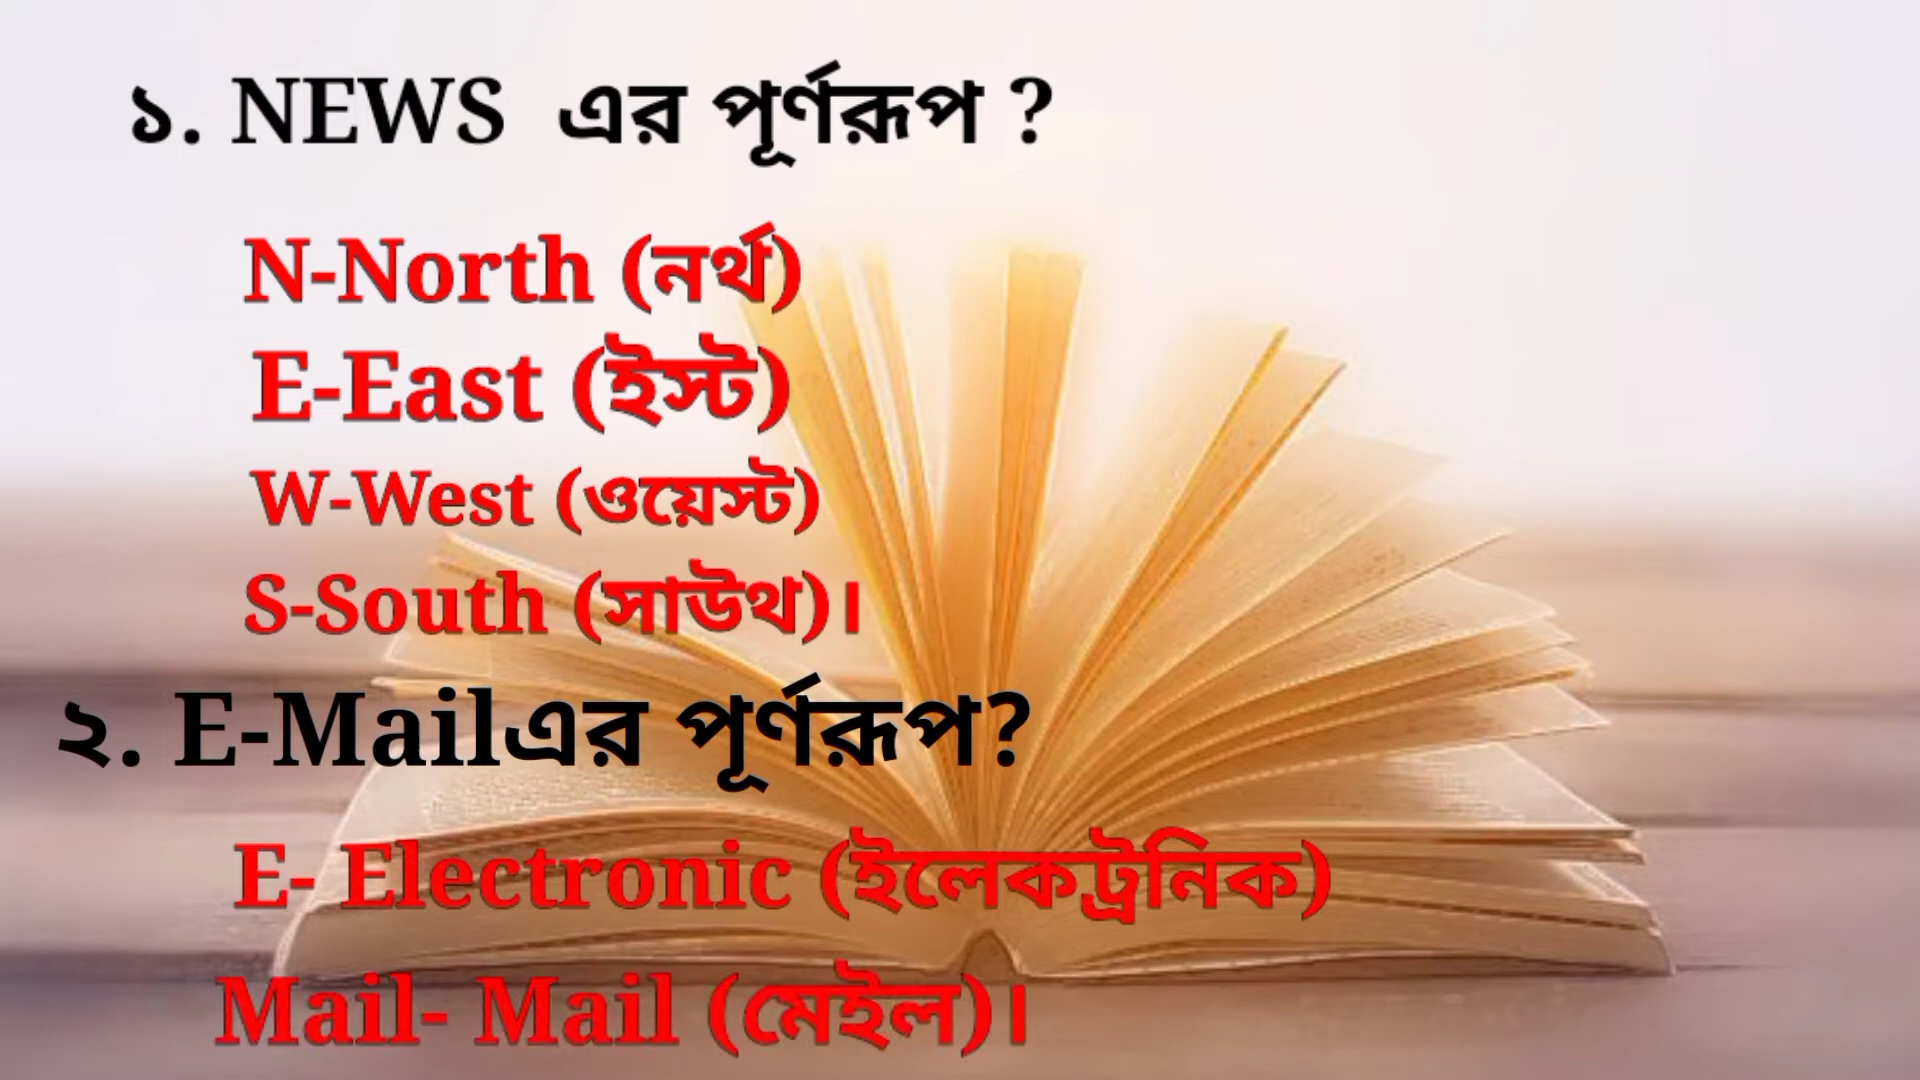 ১. NEWS এর পূর্ণরূপ ?
N-North (নর্থ)
E-East (ইস্ট)
W-West (ওয়েস্ট)
S-South (সাউথ)।
২. E-Mailএর পূর্ণরূপ?
E- Electronic (ইলেকট্রনিক)
Mail- Mail (মেইল)।